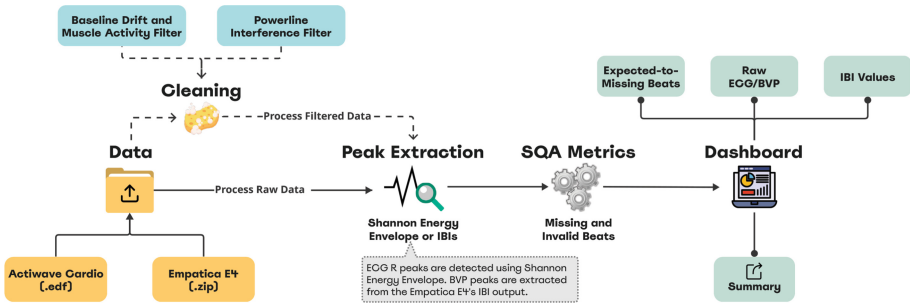 Baseline Drift and
Muscle Activity Filter
Powerline
Interference Filter
Cleaning
Process Filtered Data
Expected-to-
Missing Beats
Raw
ECG/BVP
IBI Values
Data
Peak Extraction
SQA Metrics
Dashboard
Process Raw Data
Shannon Energy
Envelope or IBIs
Missing and
Invalid Beats
Actiwave Cardio
(.edf)
Empatica E4
(.zip)
ECG R peaks are detected using Shannon
Energy Envelope. BVP peaks are extracted
from the Empatica E4's IBI output.
Summary